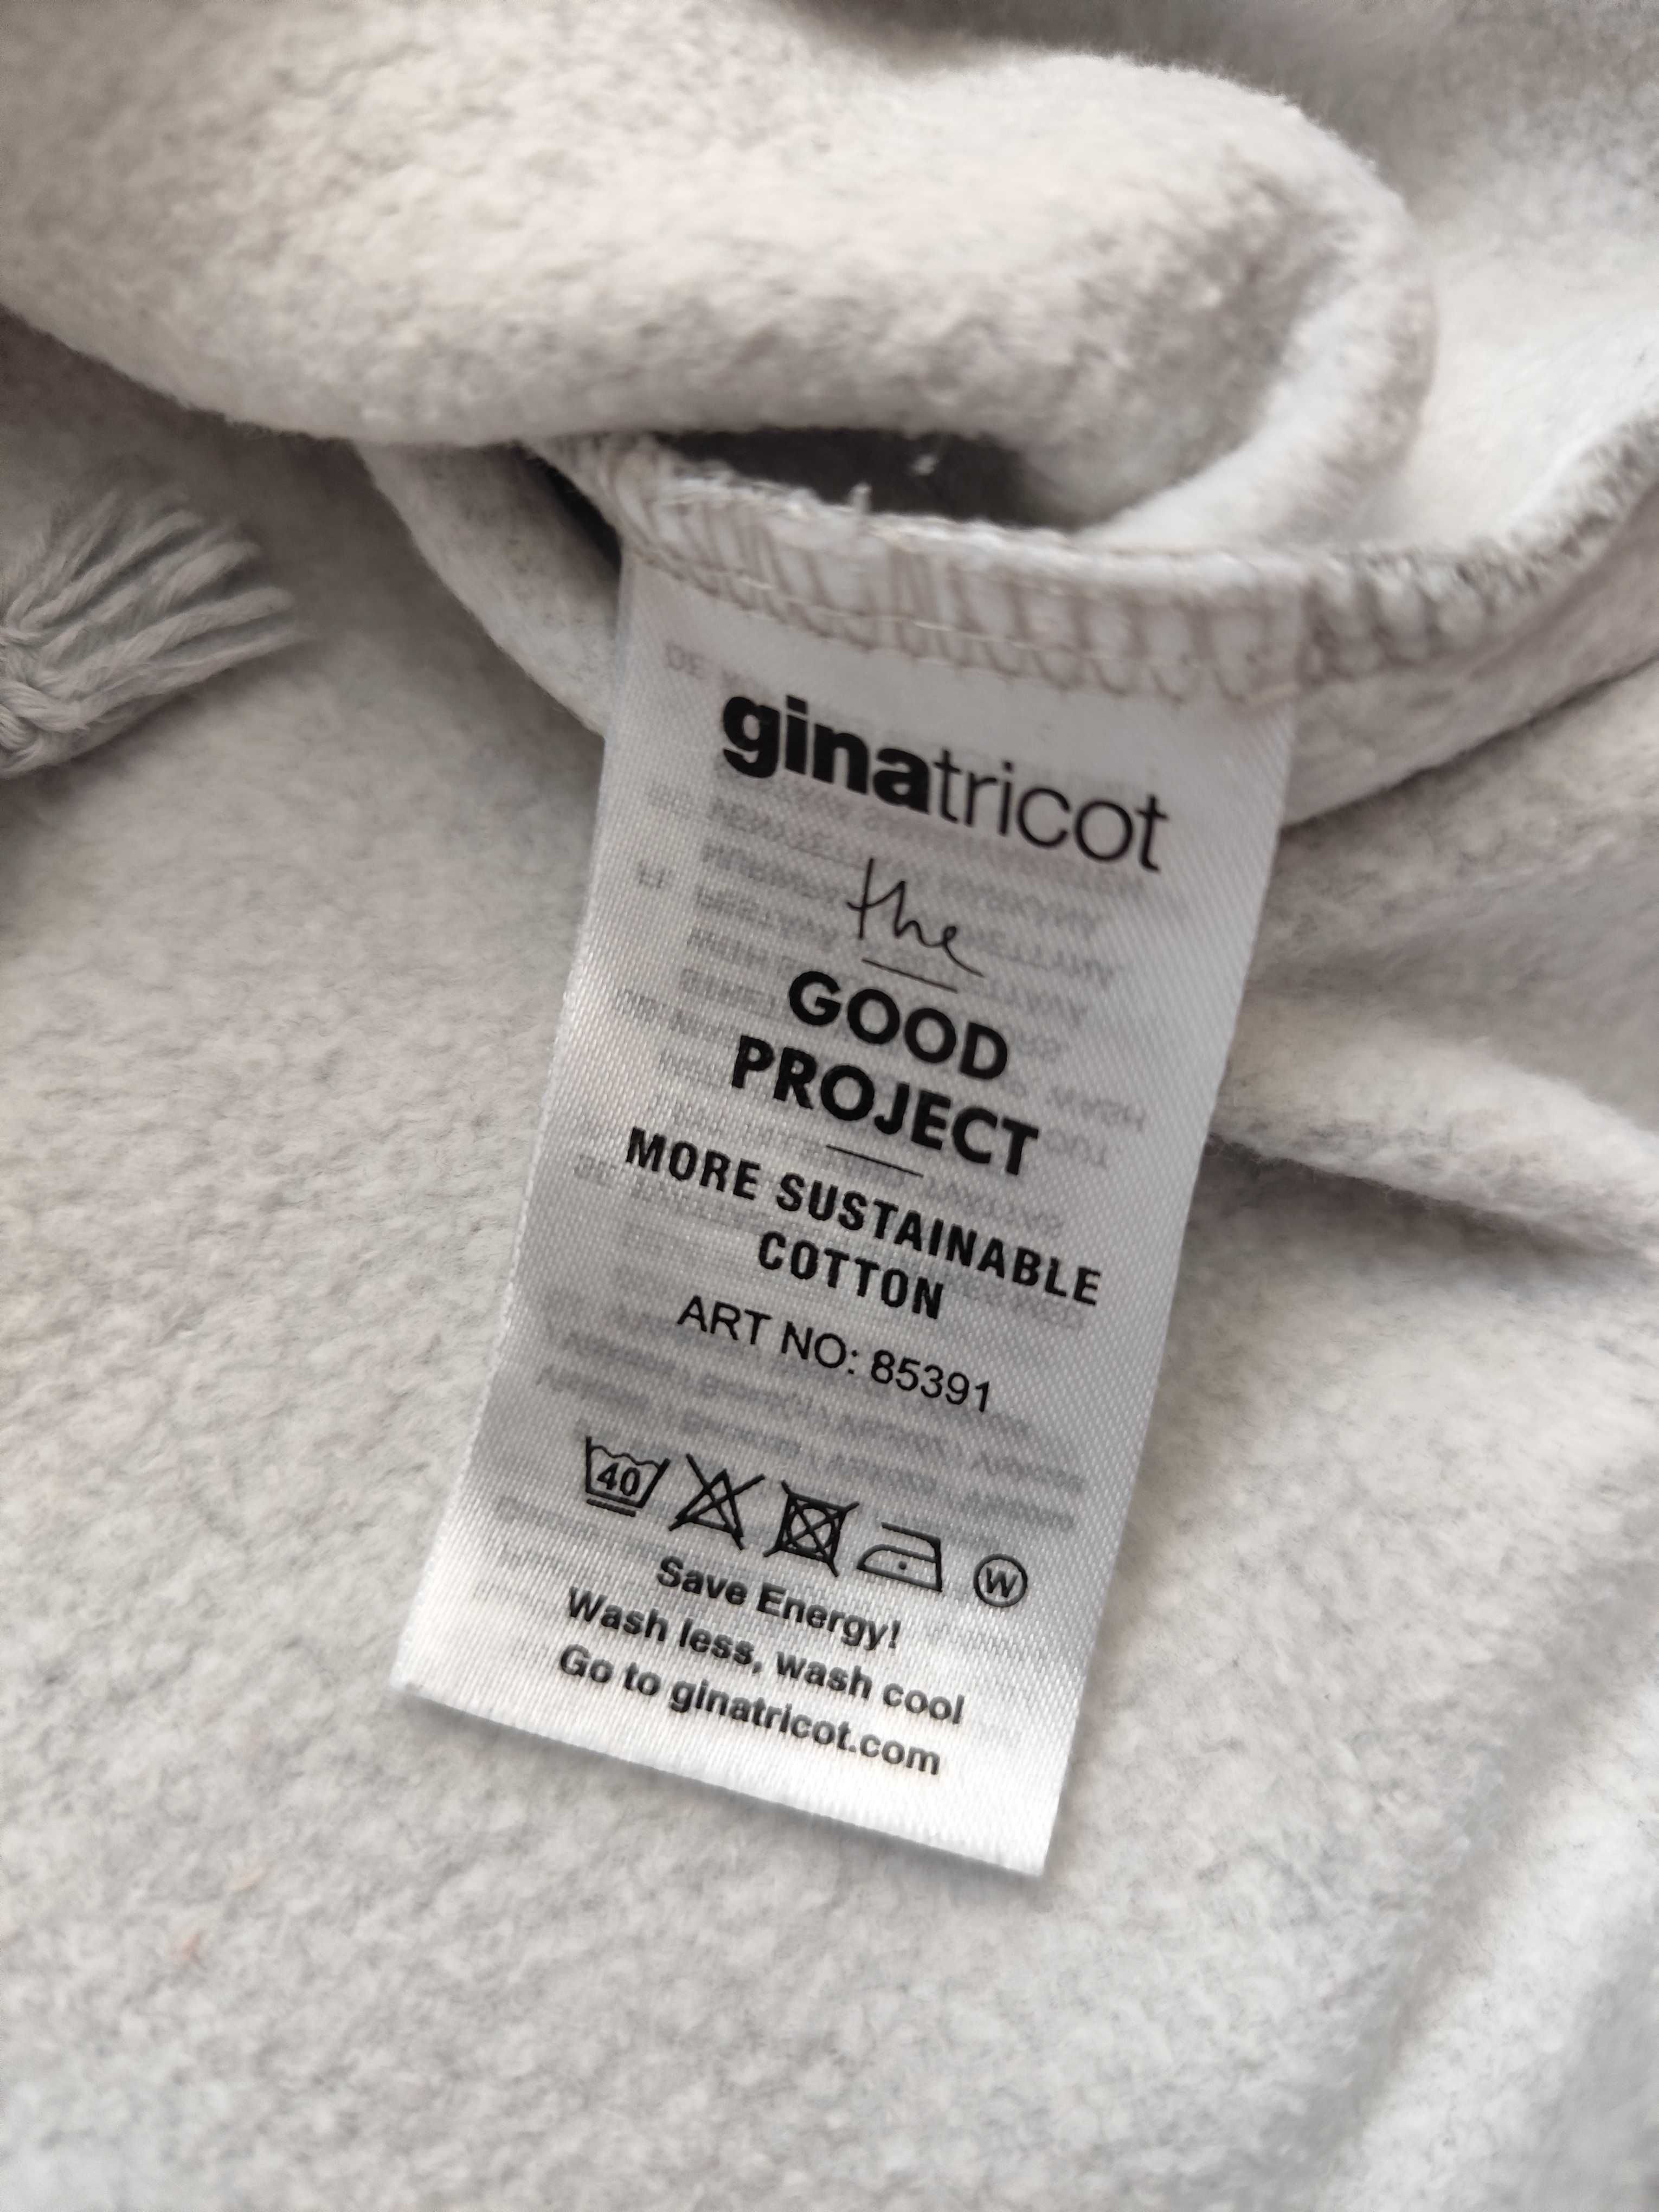 ginatricot
the
GOOD
PROJECT
MORE SUSTAINABLE
COTTON
ART NO: 85391
40
W
Save Energy!
Wash less, wash cool
Go to ginatricot.com